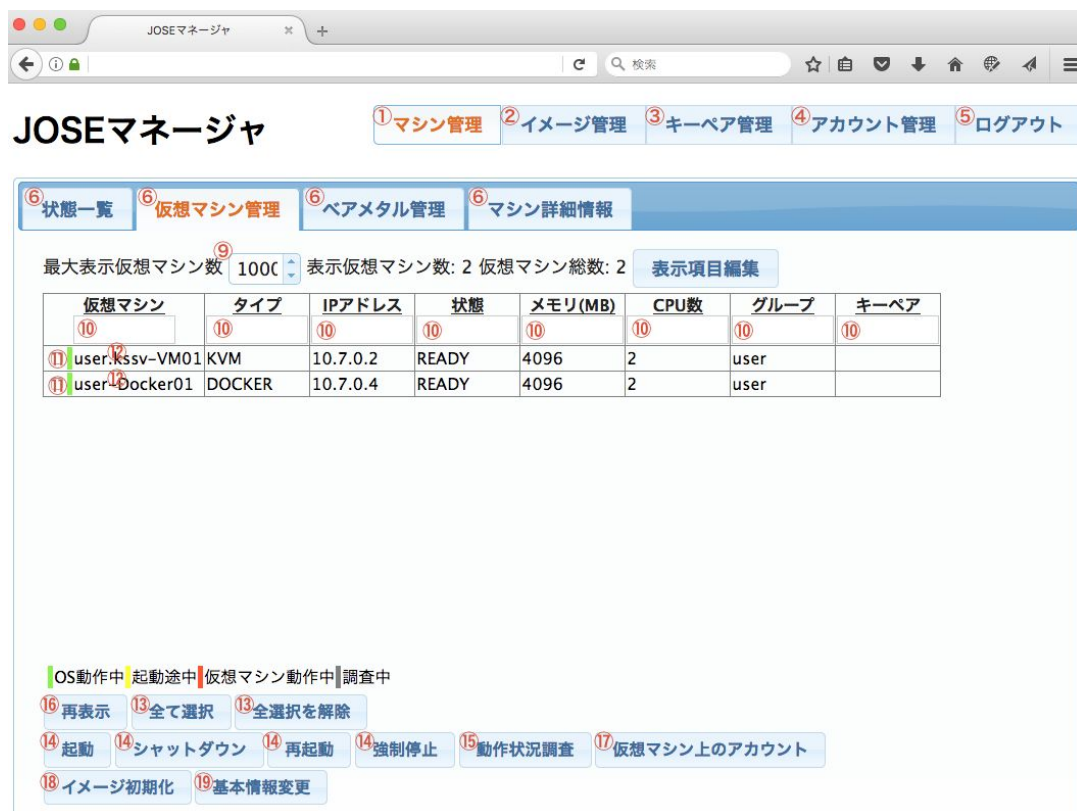 JOSEマネージャ × +
検索
JOSEマネージャ ①マシン管理 ②イメージ管理 ③キーペア管理 ④アカウント管理 ⑤ログアウト
⑥状態一覧 ⑥仮想マシン管理 ⑥ベアメタル管理 ⑥マシン詳細情報
最大表示仮想マシン数 ⑨ 1000 表示仮想マシン数: 2 仮想マシン総数: 2 表示項目編集
仮想マシン タイプ IPアドレス 状態 メモリ(MB) CPU数 グループ キーペア
⑩ ⑩ ⑩ ⑩ ⑩ ⑩ ⑩ ⑩
⑪ user.kssv-VM01 ⑫ KVM 10.7.0.2 READY 4096 2 user
⑪ user-Docker01 ⑫ DOCKER 10.7.0.4 READY 4096 2 user
OS動作中 起動途中 仮想マシン動作中 調査中
⑯再表示 ⑬全て選択 ⑬全選択を解除
⑭起動 ⑭シャットダウン ⑭再起動 ⑭強制停止 ⑮動作状況調査 ⑰仮想マシン上のアカウント
⑱イメージ初期化 ⑲基本情報変更